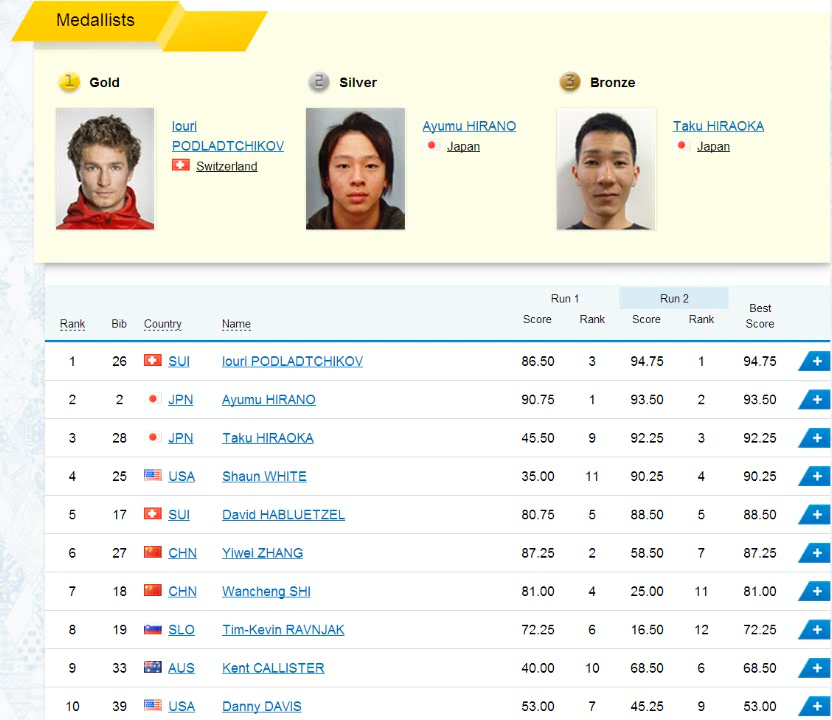 Medallists
1 Gold
2 Silver
3 Bronze
Iouri
PODLADTCHIKOV
Switzerland
Ayumu HIRANO
Japan
Taku HIRAOKA
Japan
Run 1 Run 2
Rank Bib Country Name Score Rank Score Rank Best
Score
1 26 SUI Iouri PODLADTCHIKOV 86.50 3 94.75 1 94.75 +
2 2 JPN Ayumu HIRANO 90.75 1 93.50 2 93.50 +
3 28 JPN Taku HIRAOKA 45.50 9 92.25 3 92.25 +
4 25 USA Shaun WHITE 35.00 11 90.25 4 90.25 +
5 17 SUI David HABLUETZEL 80.75 5 88.50 5 88.50 +
6 27 CHN Yiwei ZHANG 87.25 2 58.50 7 87.25 +
7 18 CHN Wancheng SHI 81.00 4 25.00 11 81.00 +
8 19 SLO Tim-Kevin RAVNJAK 72.25 6 16.50 12 72.25 +
9 33 AUS Kent CALLISTER 40.00 10 68.50 6 68.50 +
10 39 USA Danny DAVIS 53.00 7 45.25 9 53.00 +